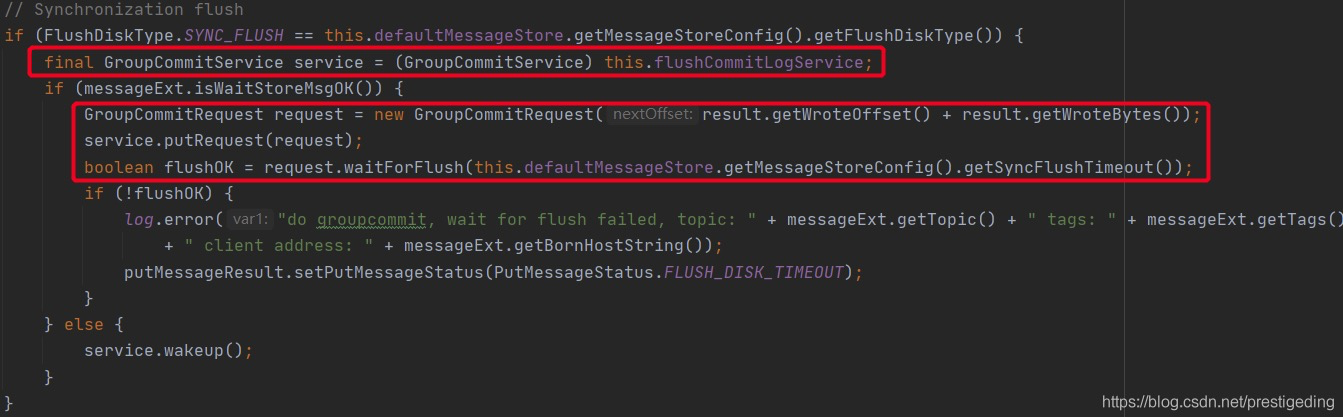 // Synchronization flush
if (FlushDiskType.SYNC_FLUSH == this.defaultMessageStore.getMessageStoreConfig().getFlushDiskType()) {
final GroupCommitService service = (GroupCommitService) this.flushCommitLogService;
if (messageExt.isWaitStoreMsgOK()) {
GroupCommitRequest request = new GroupCommitRequest( nextOffset: result.getWroteOffset() + result.getWroteBytes());
service.putRequest(request);
boolean flushOK = request.waitForFlush(this.defaultMessageStore.getMessageStoreConfig().getSyncFlushTimeout());
if (!flushOK) {
log.error( var1: "do groupcommit, wait for flush failed, topic: " + messageExt.getTopic() + " tags: " + messageExt.getTags()
+ " client address: " + messageExt.getBornHostString());
putMessageResult.setPutMessageStatus(PutMessageStatus.FLUSH_DISK_TIMEOUT);
}
} else {
service.wakeup();
}
}
https://blog.csdn.net/prestigeding